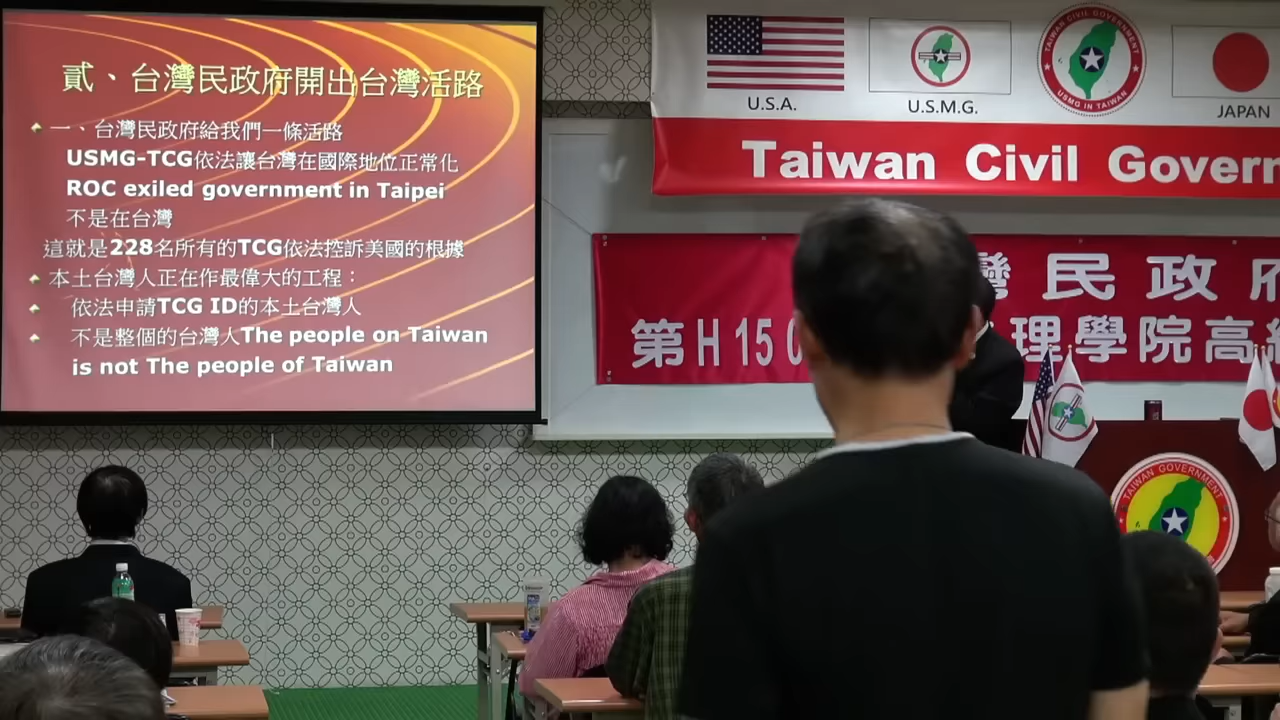 貳、台灣民政府開出台灣活路
一、台灣民政府給我們一條活路
USMG-TCG依法讓台灣在國際地位正常化
ROC exiled government in Taipei
不是在台灣
這就是228名所有的TCG依法控訴美國的根據
本土台灣人正在作最偉大的工程：
依法申請TCG ID的本土台灣人
不是整個的台灣人The people on Taiwan
is not The people of Taiwan
U.S.A.
U.S.M.G.
TAIWAN CIVIL GOVERNMENT
USMG IN TAIWAN
JAPAN
Taiwan Civil Govern
灣民政府
第H 15 理學院高
TAIWAN GOVERNMENT